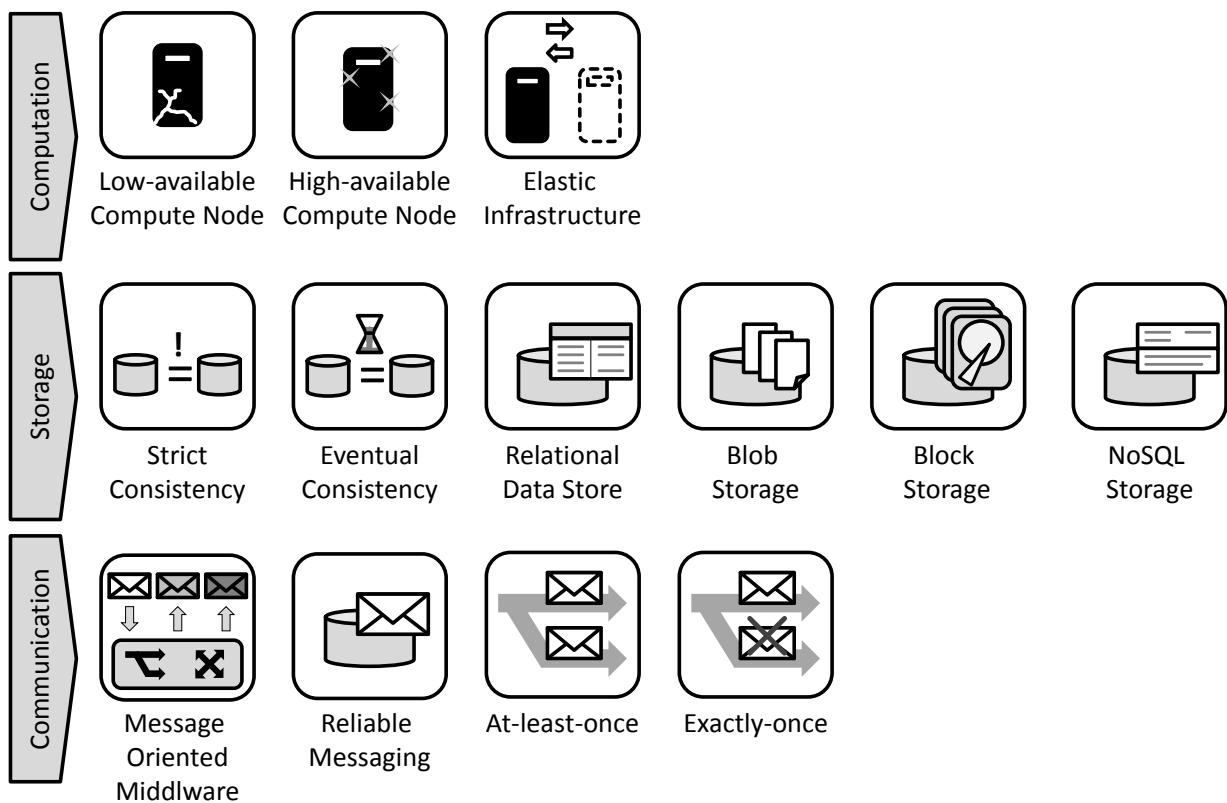 Computation
Low-available
Compute Node
High-available
Compute Node
Elastic
Infrastructure
Storage
!
=
=
Strict
Consistency
Eventual
Consistency
Relational
Data Store
Blob
Storage
Block
Storage
NoSQL
Storage
Communication
Message
Oriented
Middlware
Reliable
Messaging
At-least-once
Exactly-once